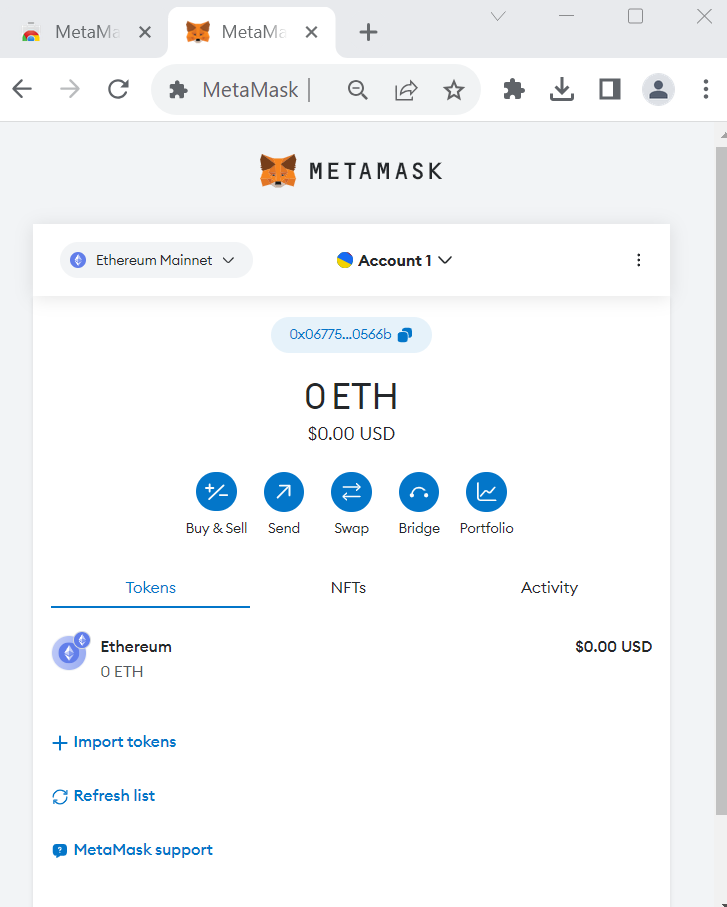 MetaMa
MetaMa
MetaMask
METAMASK
Ethereum Mainnet
Account 1
0x06775...0566b
0 ETH
$0.00 USD
Buy & Sell
Send
Swap
Bridge
Portfolio
Tokens
NFTs
Activity
Ethereum
$0.00 USD
0 ETH
Import tokens
Refresh list
MetaMask support